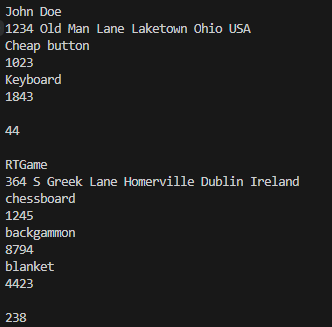 John Doe
1234 Old Man Lane Laketown Ohio USA
Cheap button
1023
Keyboard
1843
44
RTGame
364 S Greek Lane Homerville Dublin Ireland
chessboard
1245
backgammon
8794
blanket
4423
238